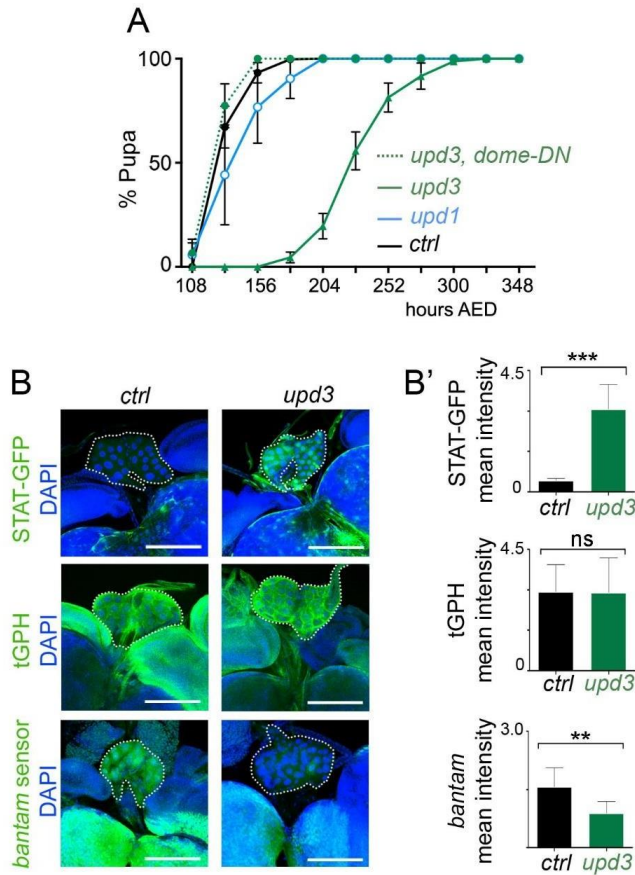 A
100
50
0
% Pupa
108
156
204
252
300
348
hours AED
upd3, dome-DN
upd3
upd1
ctrl
B
ctrl
upd3
STAT-GFP
DAPI
tGPH
DAPI
bantam sensor
DAPI
B'
4.5
***
STAT-GFP
mean intensity
0
ctrl
upd3
4.5
ns
tGPH
mean intensity
0
ctrl
upd3
3.0
**
bantam
mean intensity
ctrl
upd3